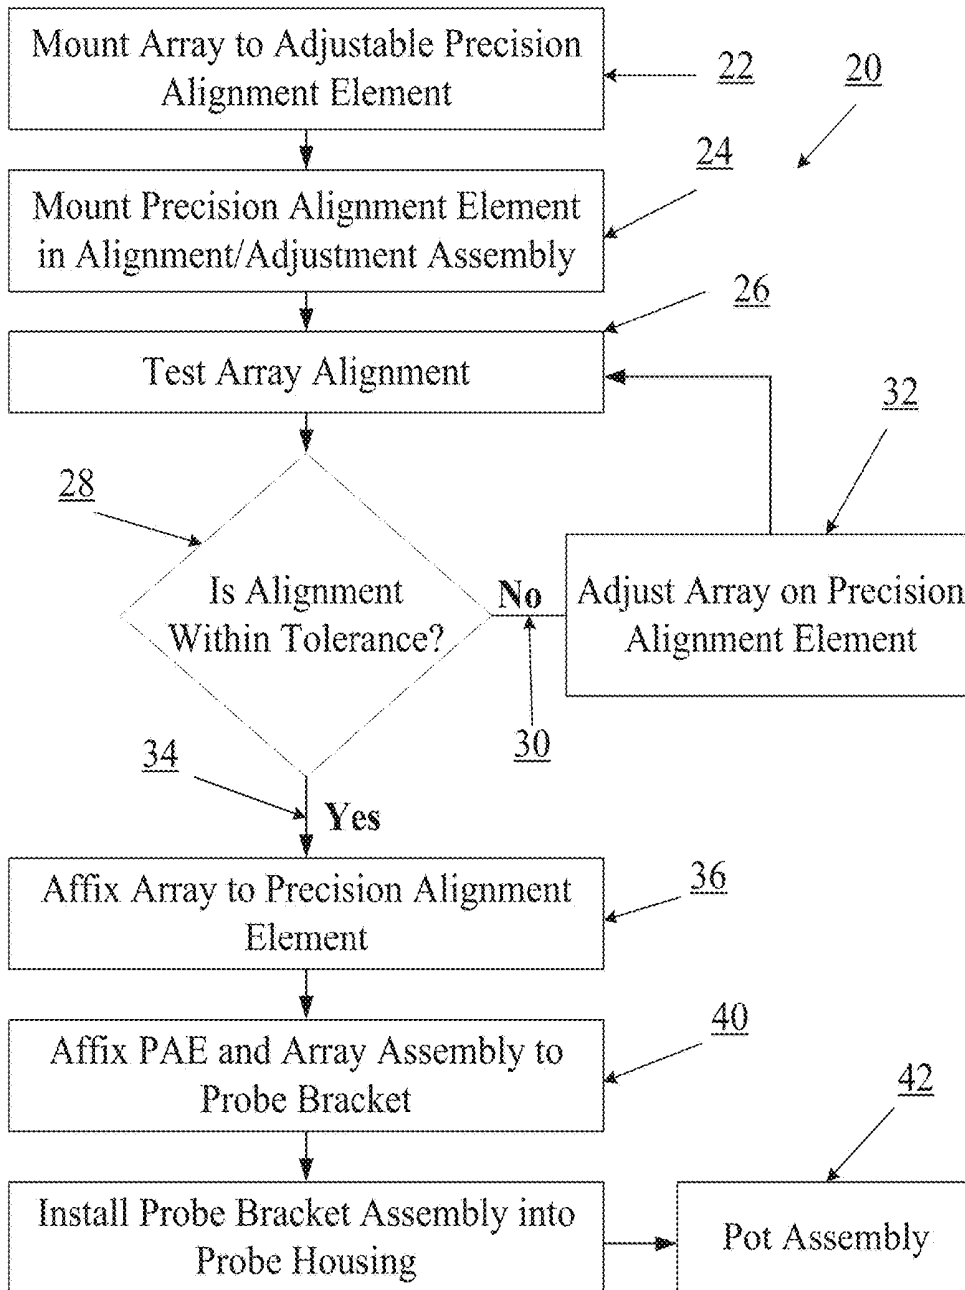 Mount Array to Adjustable Precision
Alignment Element
22
20
Mount Precision Alignment Element
in Alignment/Adjustment Assembly
24
26
Test Array Alignment
32
28
Is Alignment
Within Tolerance?
No
Adjust Array on Precision
Alignment Element
30
34
Yes
Affix Array to Precision Alignment
Element
36
Affix PAE and Array Assembly to
Probe Bracket
40
42
Install Probe Bracket Assembly into
Probe Housing
Pot Assembly